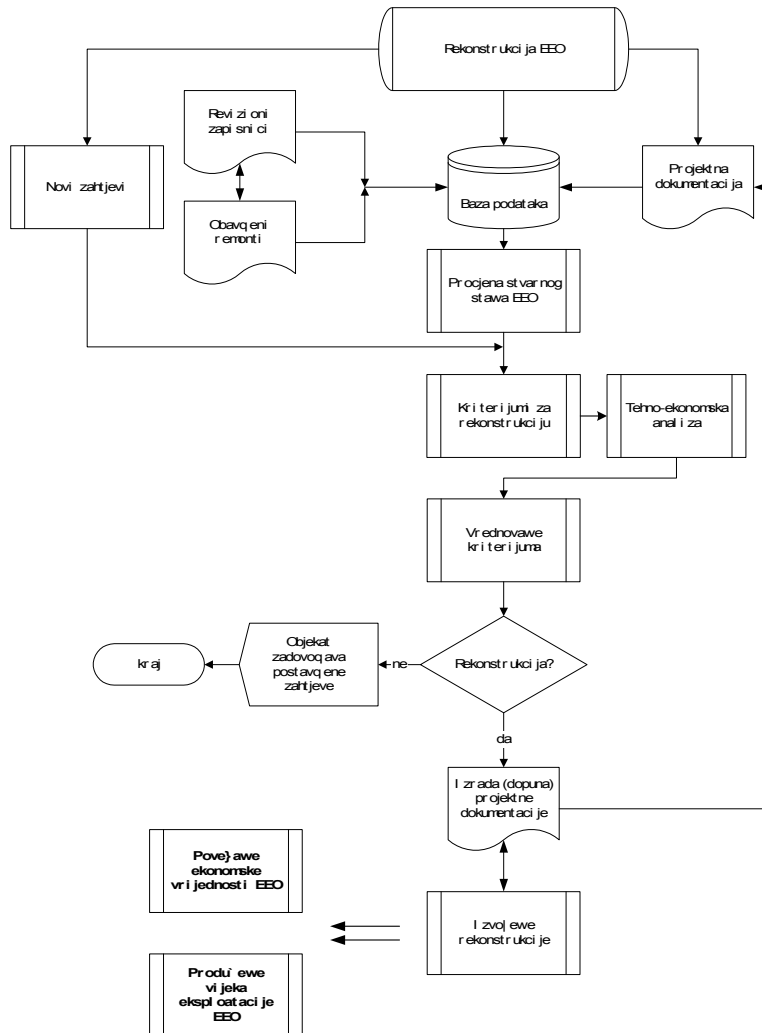 Rekonstrukcija EEO
Revizioni
zapisnici
Novi zahtjevi
Projektna
dokumentacija
Baza podataka
Obavqeni
remonti
Procjena stvarnog
stawa EEO
Kriterijumi za
rekonstrukciju
Tehno-ekonomska
analiza
Vrednovawe
kriterijuma
Objekat
zadovoqava
postavqene
zahtjeve
kraj
ne
Rekonstrukcija?
da
Izrada (dopuna)
projektne
dokumentacije
Pove}awe
ekonomske
vrijednosti EEO
Izvo|ewe
rekonstrukcije
Produ`ewe
vijeka
eksploatacije
EEO